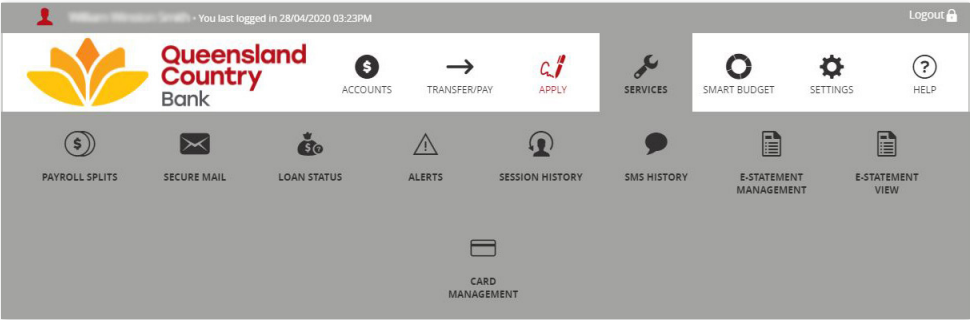 - You last logged in 28/04/2020 03:23PM
Logout
Queensland
Country
Bank
ACCOUNTS
TRANSFER/PAY
APPLY
SERVICES
SMART BUDGET
SETTINGS
HELP
PAYROLL SPLITS
SECURE MAIL
LOAN STATUS
ALERTS
SESSION HISTORY
SMS HISTORY
E-STATEMENT
MANAGEMENT
E-STATEMENT
VIEW
CARD
MANAGEMENT